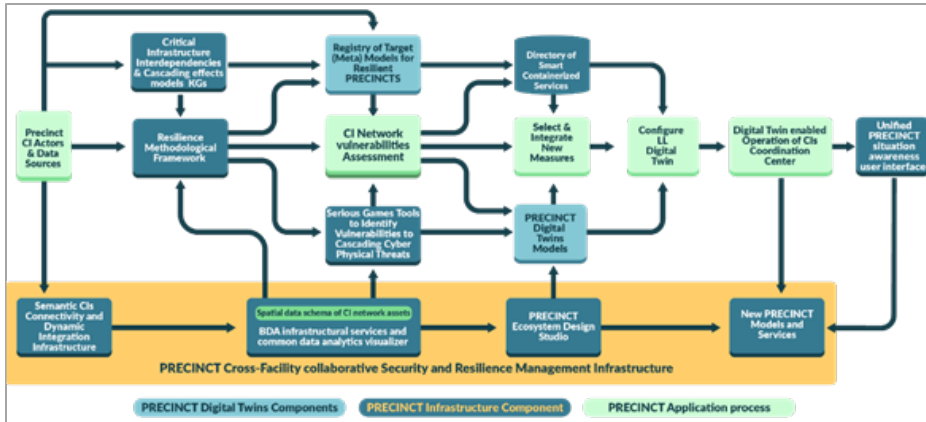 Critical
Infrastructure
Interdependencies
& Cascading effects
models KGs
Registry of Target
(Meta) Models for
Resilient
PRECINCTS
Directory of
Smart
Containerized
Services
Precinct
CI Actors
& Data
Sources
Resilience
Methodological
Framework
CI Network
vulnerabilities
Assessment
Select &
Integrate
New
Measures
Configure
LL
Digital
Twin
Digital Twin enabled
Operation of CIs
Coordination
Center
Unified
PRECINCT
situation
awareness
user interface
Serious Games Tools
to Identify
Vulnerabilities to
Cascading Cyber
Physical Threats
PRECINCT
Digital
Twins
Models
Semantic CIs
Connectivity and
Dynamic
Integration
Infrastructure
Spatial data schema of CI network assets
BDA infrastructural services and
common data analytics visualizer
PRECINCT
Ecosystem Design
Studio
New PRECINCT
Models and
Services
PRECINCT Cross-Facility collaborative Security and Resilience Management Infrastructure
PRECINCT Digital Twins Components
PRECINCT Infrastructure Component
PRECINCT Application process